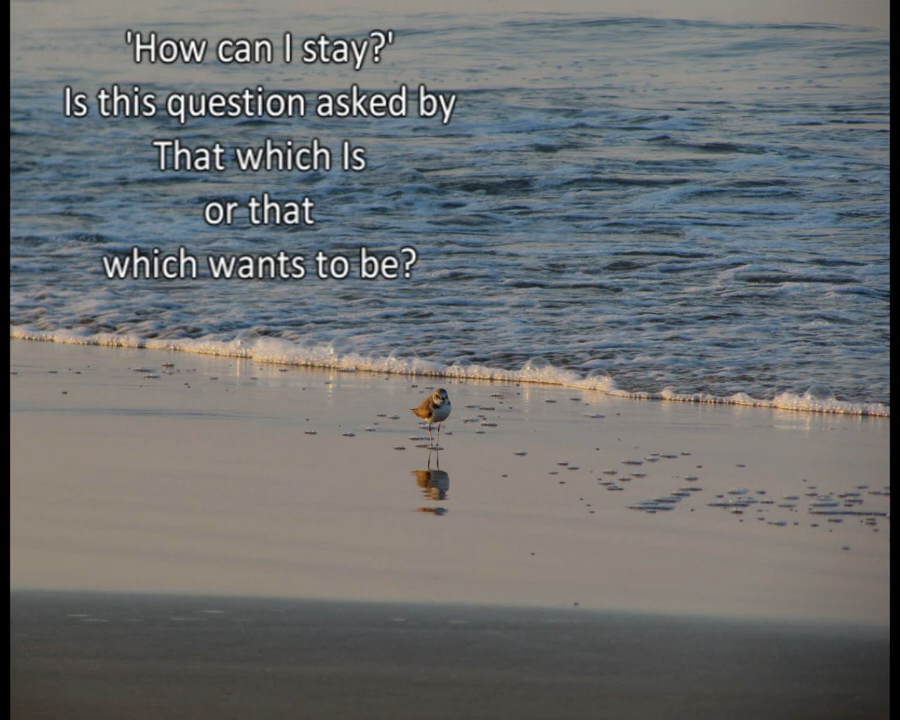 'How can I stay?'
Is this question asked by
That which Is
or that
which wants to be?